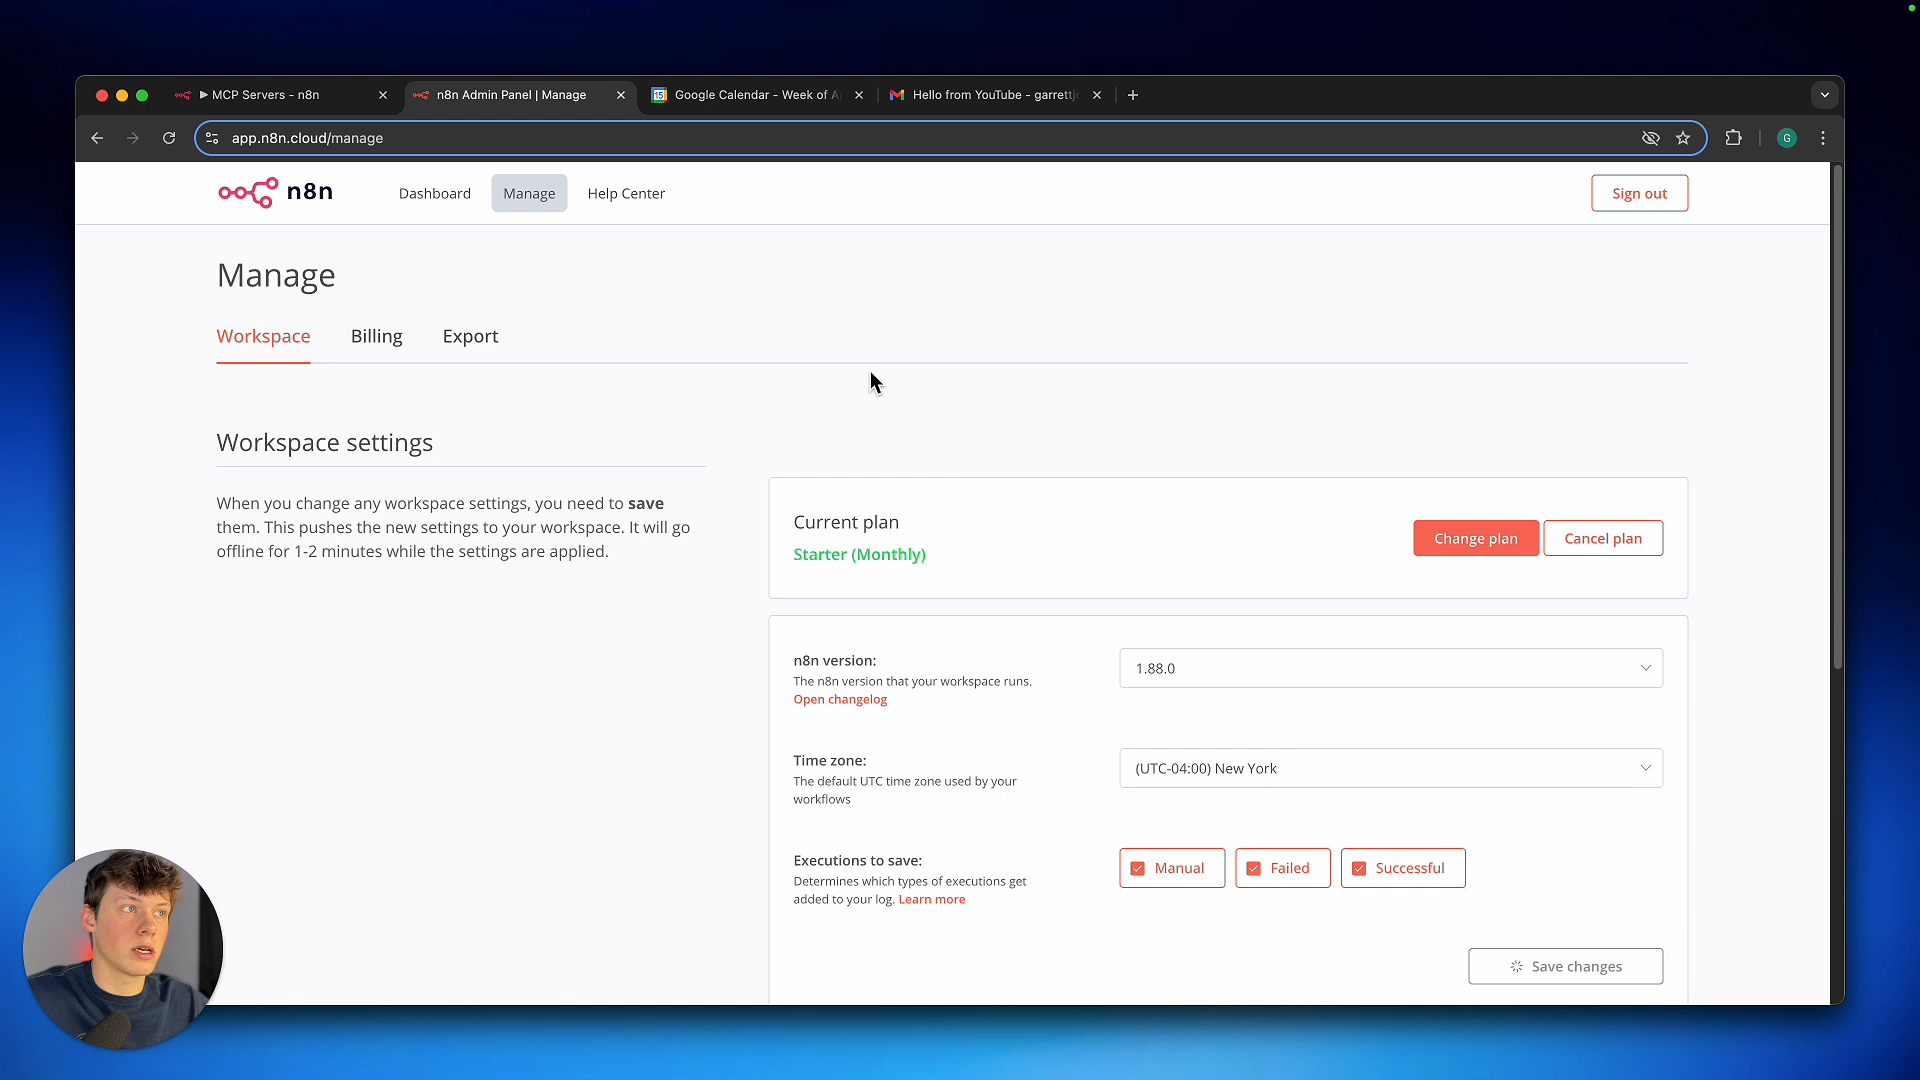 MCP Servers - n8n
n8n Admin Panel | Manage
15
Google Calendar - Week of A
Hello from YouTube - garrettj
app.n8n.cloud/manage
G
n8n
Dashboard
Manage
Help Center
Sign out
Manage
Workspace
Billing
Export
Workspace settings
When you change any workspace settings, you need to save
them. This pushes the new settings to your workspace. It will go
offline for 1-2 minutes while the settings are applied.
Current plan
Starter (Monthly)
Change plan
Cancel plan
n8n version:
The n8n version that your workspace runs.
Open changelog
1.88.0
Time zone:
The default UTC time zone used by your
workflows
(UTC-04:00) New York
Executions to save:
Determines which types of executions get
added to your log. Learn more
Manual
Failed
Successful
Save changes